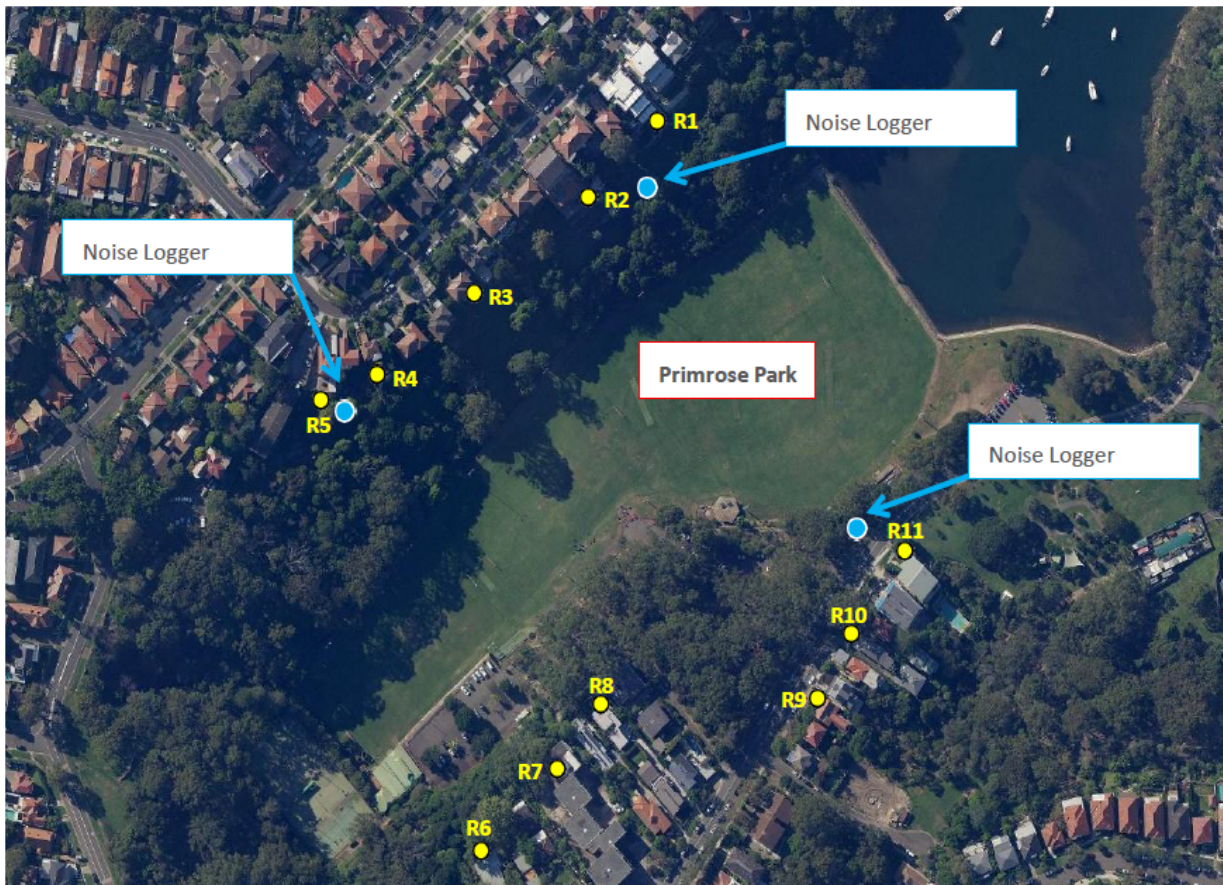 R1
Noise Logger
R2
Noise Logger
R3
Primrose Park
R4
R5
Noise Logger
R11
R10
R8
R9
R7
R6